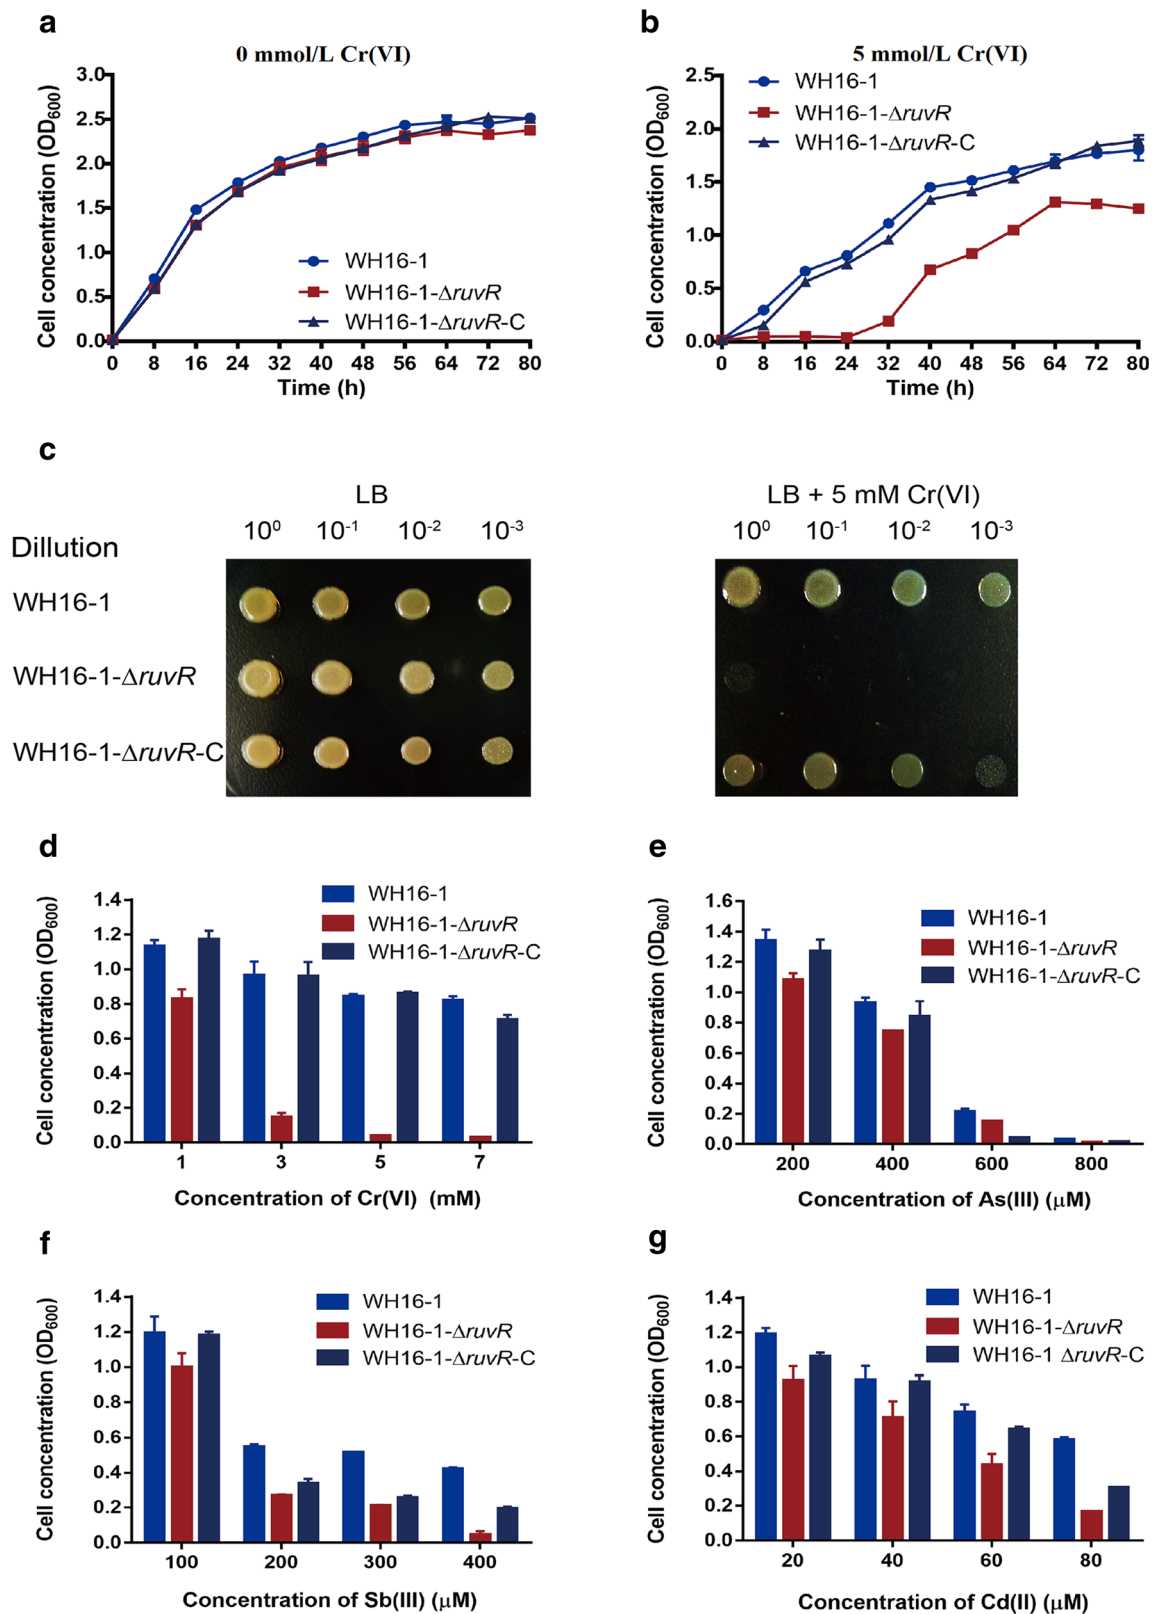 a
0 mmol/L Cr(VI)
Cell concentration (OD600)
3.0
2.5
2.0
1.5
1.0
0.5
0.0
WH16-1
WH16-1-ΔruvR
WH16-1-ΔruvR-C
0 8 16 24 32 40 48 56 64 72 80
Time (h)
b
5 mmol/L Cr(VI)
Cell concentration (OD600)
2.5
2.0
1.5
1.0
0.5
0.0
WH16-1
WH16-1-ΔruvR
WH16-1-ΔruvR-C
0 8 16 24 32 40 48 56 64 72 80
Time (h)
c
LB
10⁰ 10⁻¹ 10⁻² 10⁻³
LB + 5 mM Cr(VI)
10⁰ 10⁻¹ 10⁻² 10⁻³
Dillution
WH16-1
WH16-1-ΔruvR
WH16-1-ΔruvR-C
d
Cell concentration (OD600)
1.4
1.2
1.0
0.8
0.6
0.4
0.2
0.0
WH16-1
WH16-1-ΔruvR
WH16-1-ΔruvR-C
1 3 5 7
Concentration of Cr(VI) (mM)
e
Cell concentration (OD600)
1.6
1.4
1.2
1.0
0.8
0.6
0.4
0.2
0.0
WH16-1
WH16-1-ΔruvR
WH16-1-ΔruvR-C
200 400 600 800
Concentration of As(III) (μM)
f
Cell concentration (OD600)
1.4
1.2
1.0
0.8
0.6
0.4
0.2
0.0
WH16-1
WH16-1-ΔruvR
WH16-1-ΔruvR-C
100 200 300 400
Concentration of Sb(III) (μM)
g
Cell concentration (OD600)
1.4
1.2
1.0
0.8
0.6
0.4
0.2
0.0
WH16-1
WH16-1-ΔruvR
WH16-1 ΔruvR-C
20 40 60 80
Concentration of Cd(II) (μM)